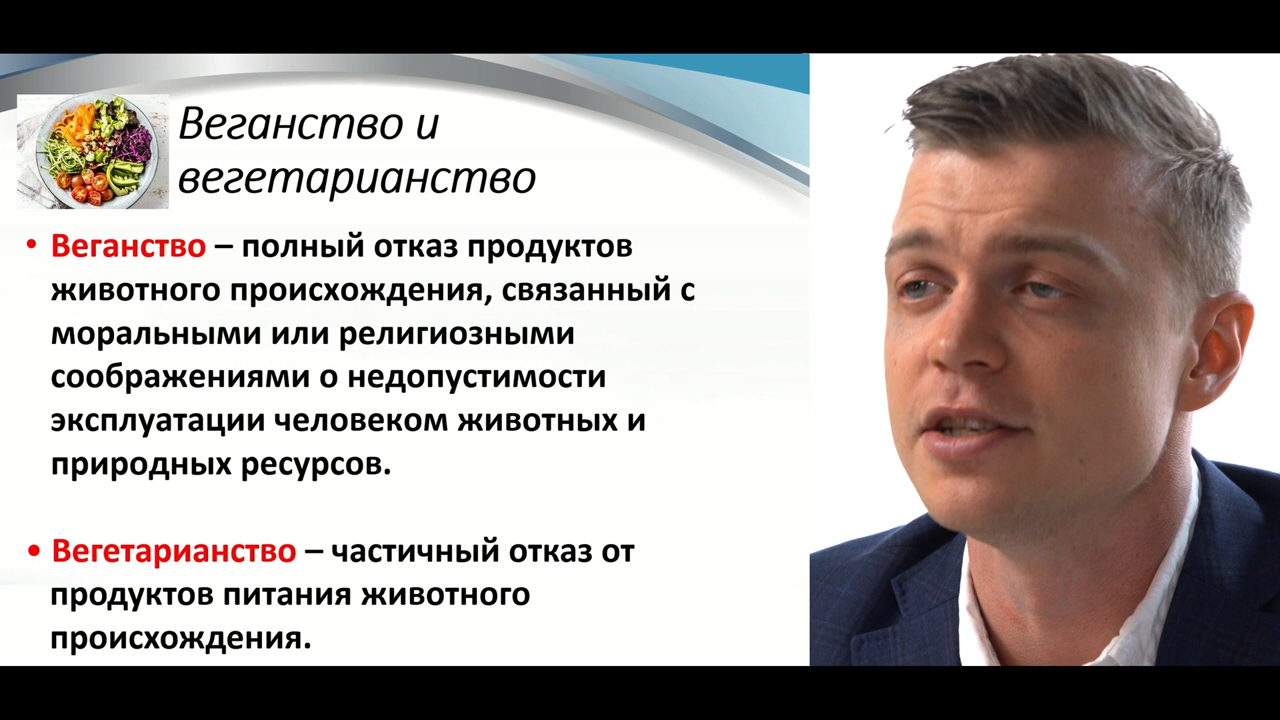 Веганство и
вегетарианство
• Веганство – полный отказ продуктов
животного происхождения, связанный с
моральными или религиозными
соображениями о недопустимости
эксплуатации человеком животных и
природных ресурсов.
• Вегетарианство – частичный отказ от
продуктов питания животного
происхождения.